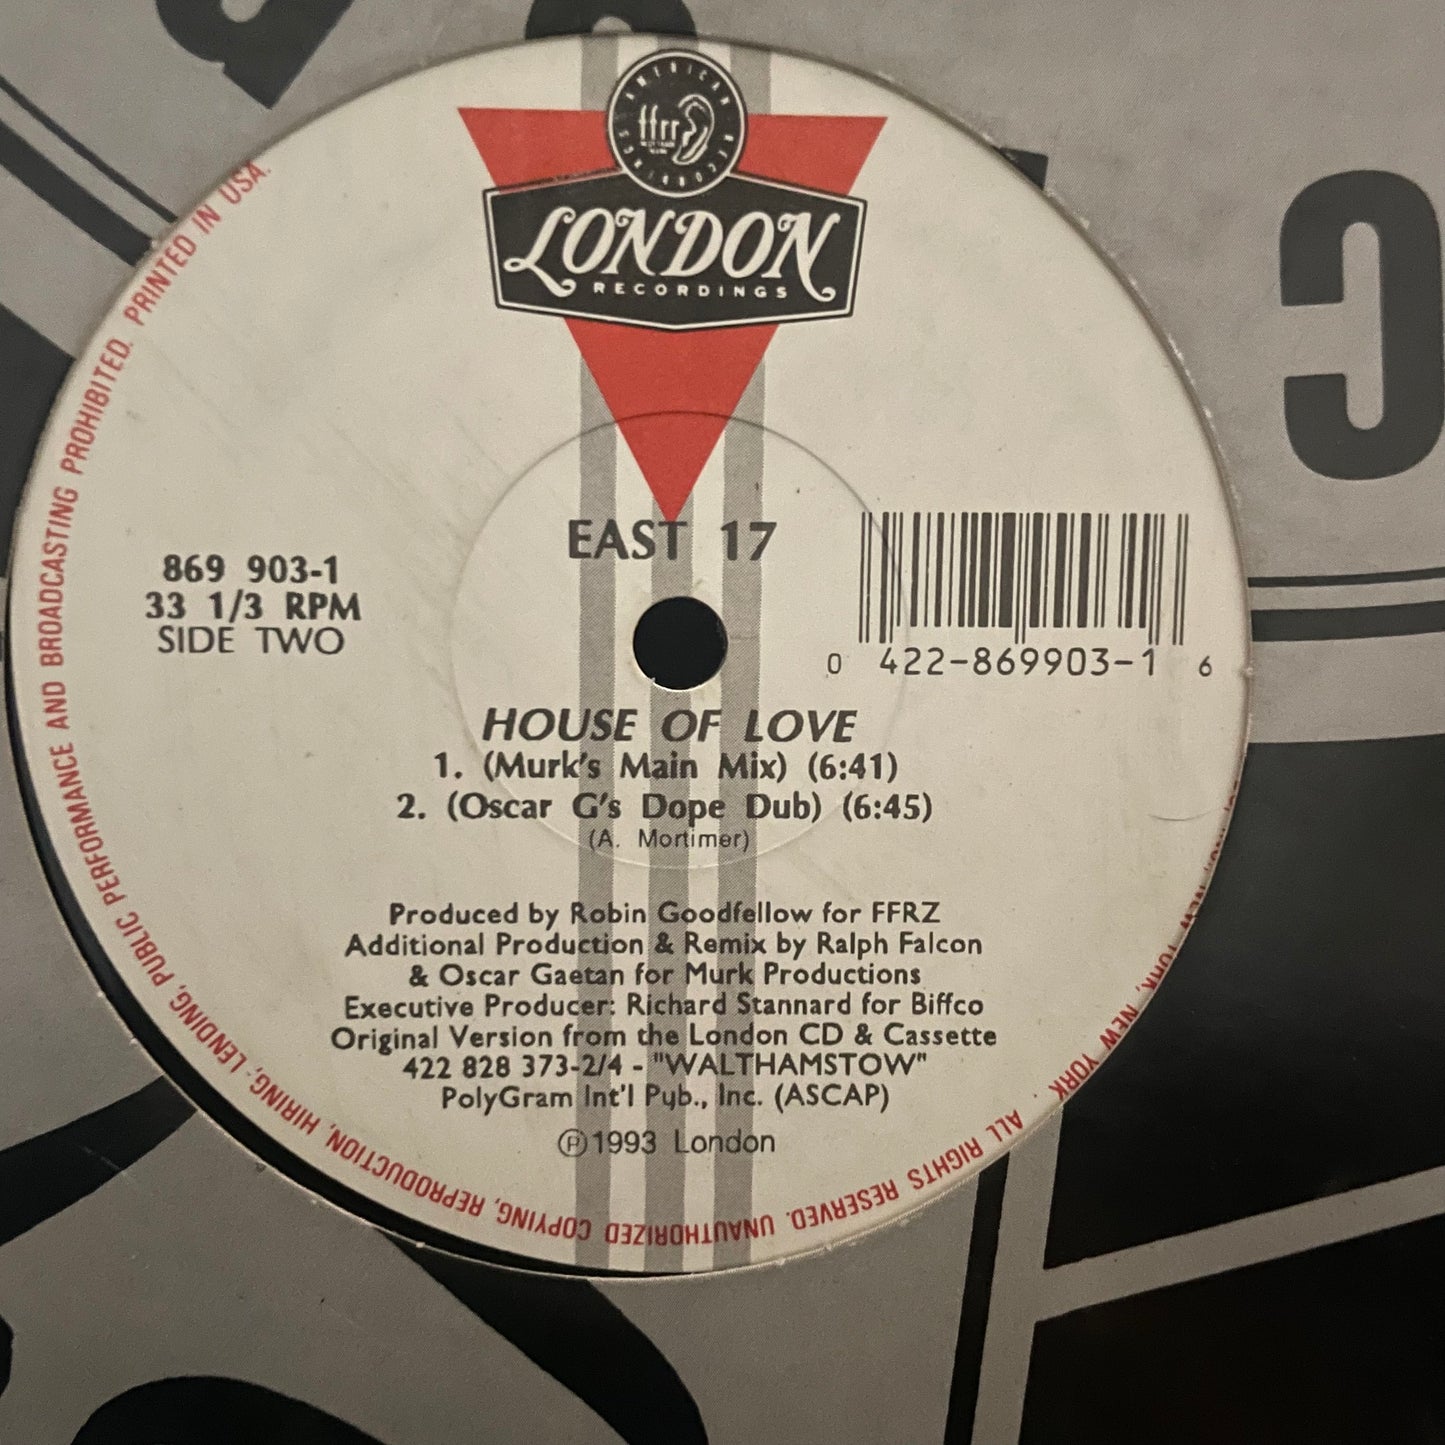 AMERICAN RECORDINGS
ffrr
LONDON
RECORDINGS
EAST 17
869 903-1
33 1/3 RPM
SIDE TWO
0 422-869903-1 6
HOUSE OF LOVE
1. (Murk's Main Mix) (6:41)
2. (Oscar G's Dope Dub) (6:45)
(A. Mortimer)
Produced by Robin Goodfellow for FFRZ
Additional Production & Remix by Ralph Falcon
& Oscar Gaetan for Murk Productions
Executive Producer: Richard Stannard for Biffco
Original Version from the London CD & Cassette
422 828 373-2/4 - "WALTHAMSTOW"
PolyGram Int'l Pub., Inc. (ASCAP)
℗1993 London
NEW YORK, NEW YORK · ALL RIGHTS RESERVED. UNAUTHORIZED COPYING, REPRODUCTION, HIRING, LENDING, PUBLIC PERFORMANCE AND BROADCASTING PROHIBITED. PRINTED IN USA.